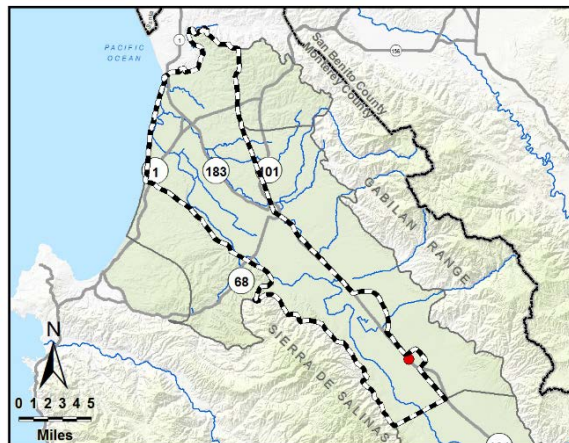 PACIFIC
OCEAN
1
156
San Benito County
Monterey County
1
183
101
GABILAN RANGE
68
SIERRA DE SALINAS
N
0 1 2 3 4 5
Miles